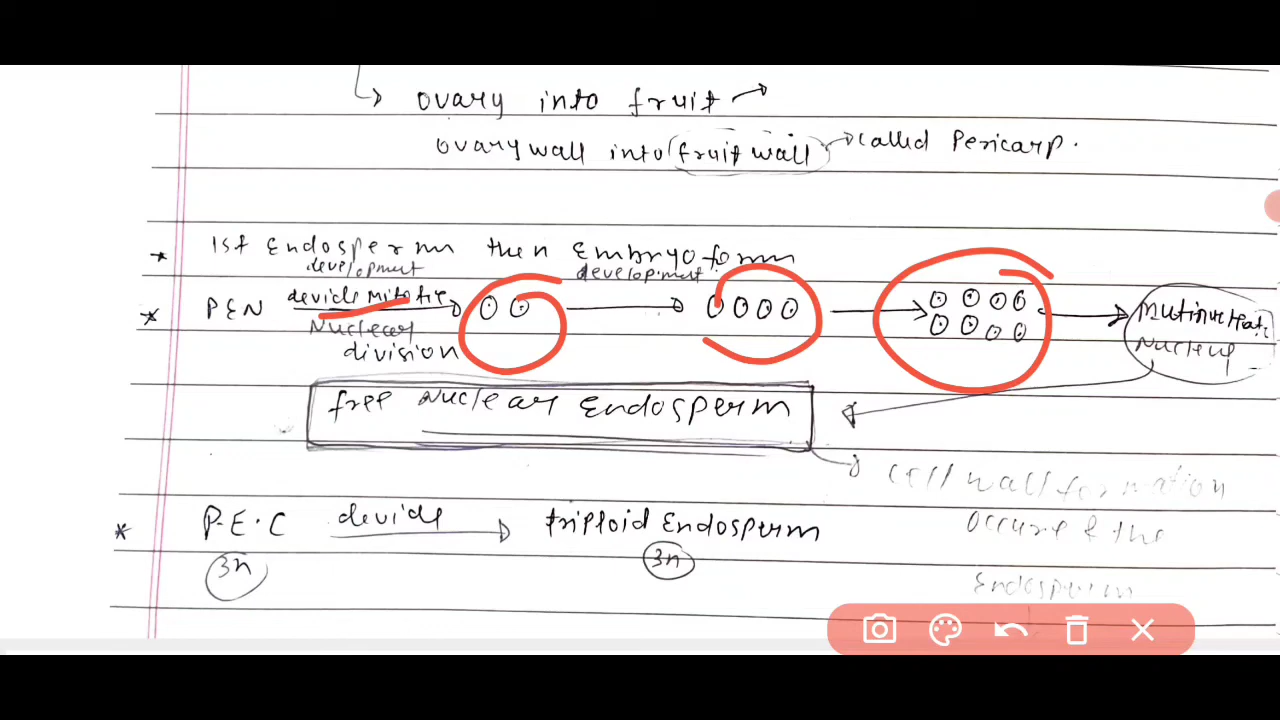 ovary into fruit
ovary wall into fruit wall called Pericarp.
1st Endosperm then Embryo form
development development
PEN devide mitotic
Nuclear
division
Nucleus
free Nuclear Endosperm
cell wall formation
P.E.C devide triploid Endosperm
occurs & the
3n 3n
Endosperm